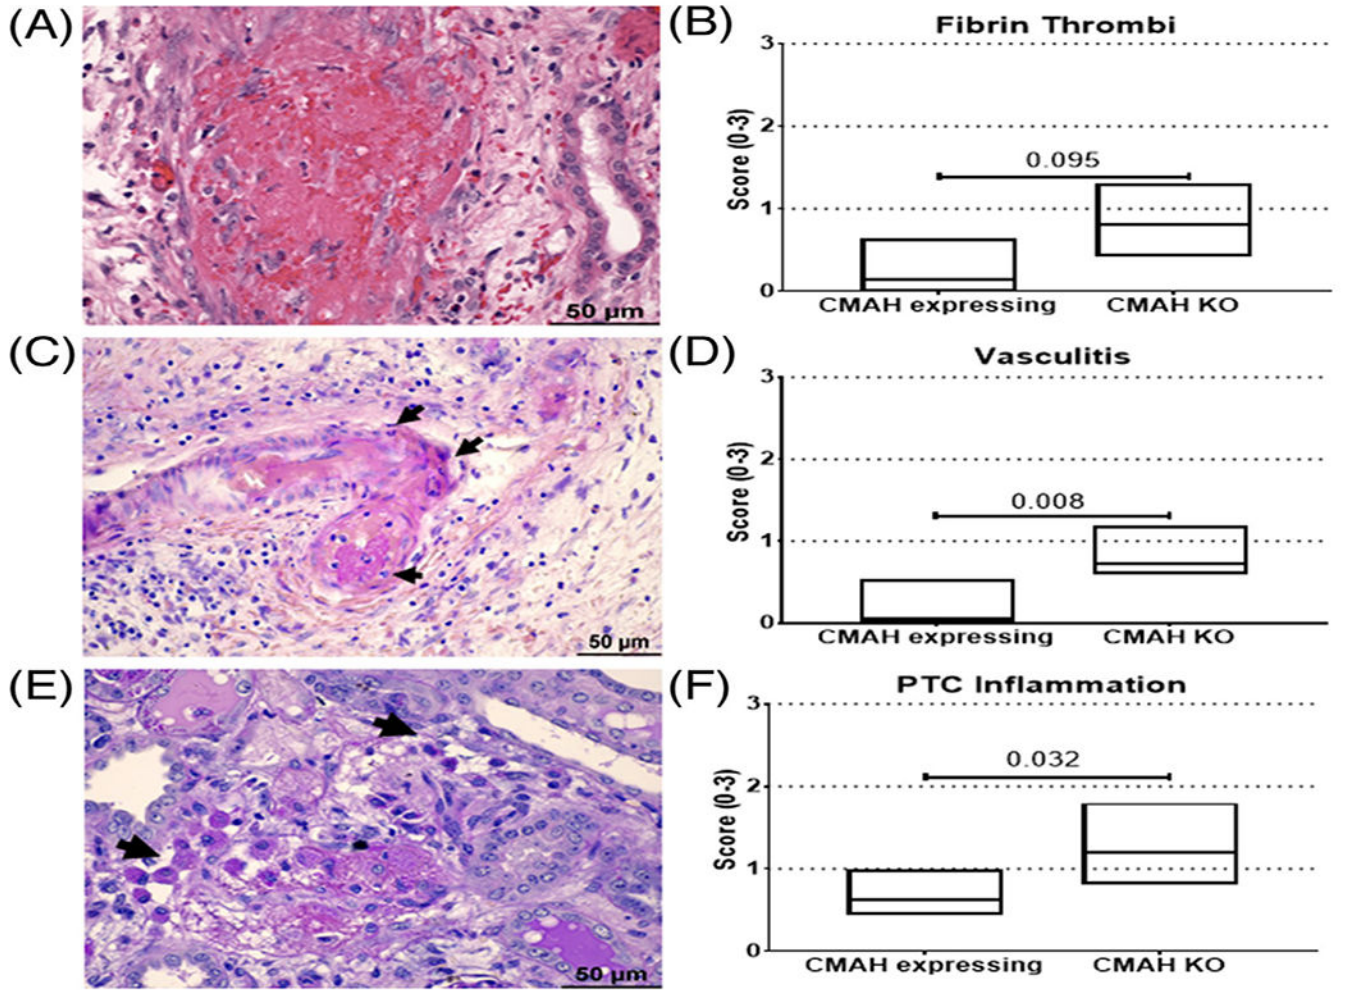 (A)
50 µm
(B)
Fibrin Thrombi
Score (0-3)
3
2
1
0
0.095
CMAH expressing
CMAH KO
(C)
50 µm
(D)
Vasculitis
Score (0-3)
3
2
1
0
0.008
CMAH expressing
CMAH KO
(E)
50 µm
(F)
PTC Inflammation
Score (0-3)
3
2
1
0
0.032
CMAH expressing
CMAH KO